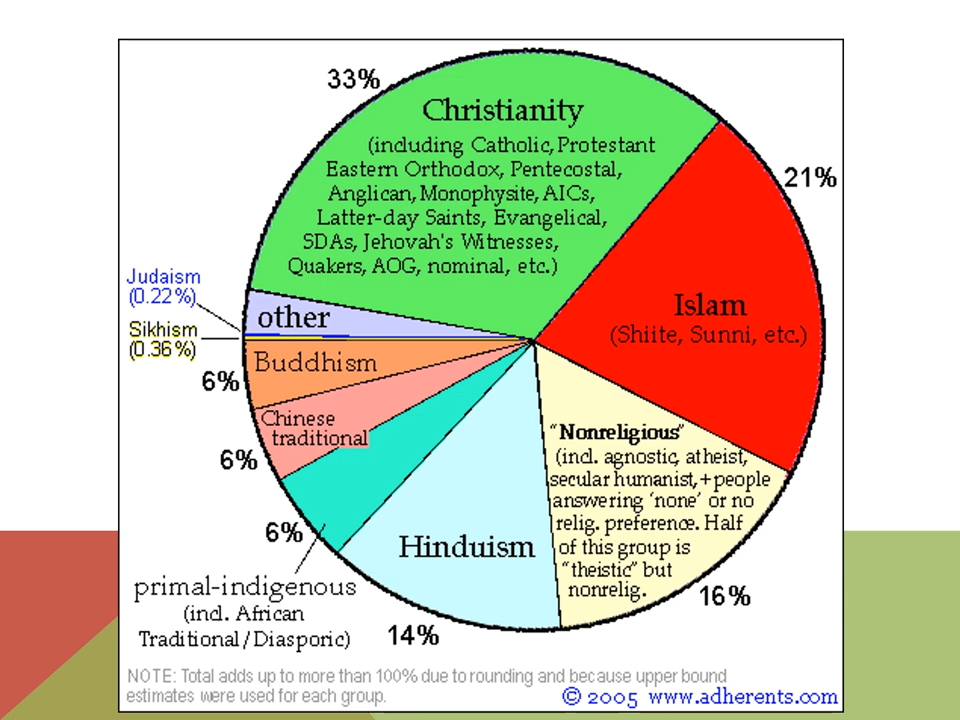 33%
Christianity
(including Catholic, Protestant
Eastern Orthodox, Pentecostal,
Anglican, Monophysite, AICs,
Latter-day Saints, Evangelical,
SDAs, Jehovah's Witnesses,
Quakers, AOG, nominal, etc.)
21%
Islam
(Shiite, Sunni, etc.)
Judaism
(0.22%)
other
Sikhism
(0.36%)
Buddhism
6%
Chinese
traditional
6%
"Nonreligious"
(incl. agnostic, atheist,
secular humanist, + people
answering 'none' or no
relig. preference. Half
of this group is
"theistic" but
nonrelig.
16%
6%
Hinduism
14%
primal-indigenous
(incl. African
Traditional/Diasporic)
NOTE: Total adds up to more than 100% due to rounding and because upper bound
estimates were used for each group.
© 2005 www.adherents.com